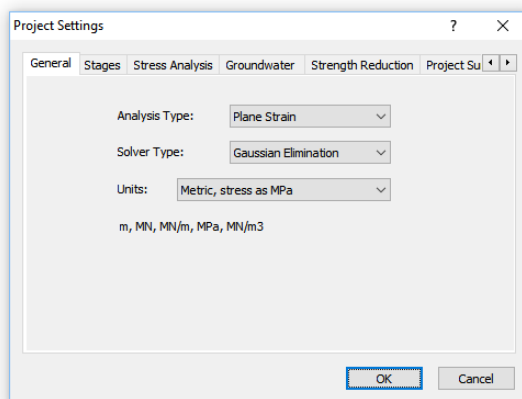 Project Settings ?
General Stages Stress Analysis Groundwater Strength Reduction Project Su
Analysis Type: Plane Strain
Solver Type: Gaussian Elimination
Units: Metric, stress as MPa
m, MN, MN/m, MPa, MN/m3
OK Cancel